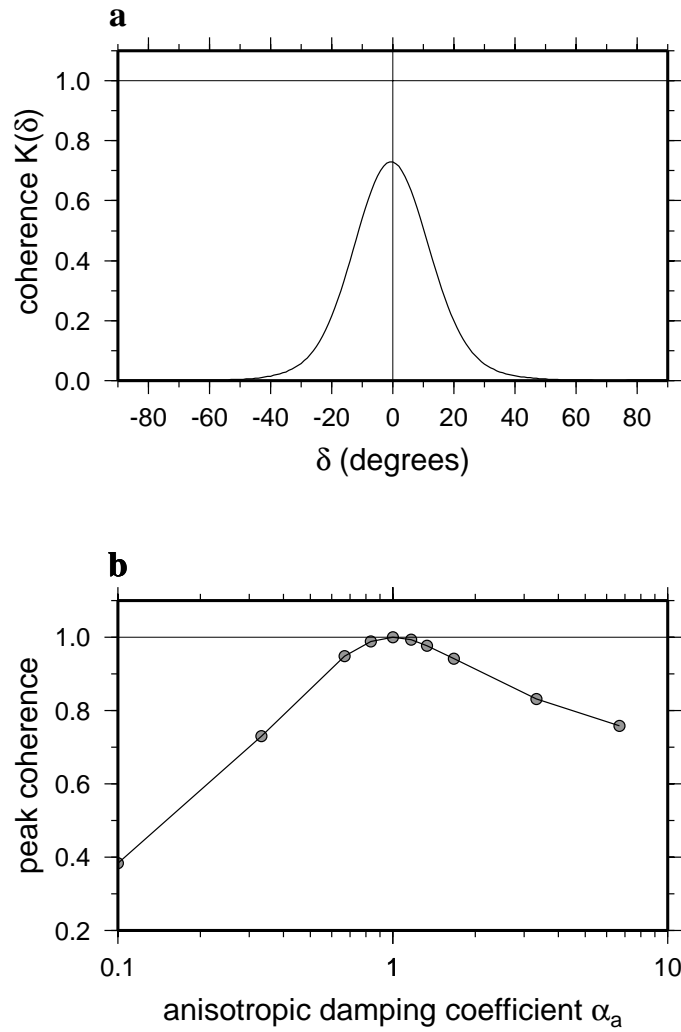 a
1.0
0.8
0.6
0.4
0.2
0.0
coherence K(δ)
-80 -60 -40 -20 0 20 40 60 80
δ (degrees)
b
1.0
0.8
0.6
0.4
0.2
peak coherence
0.1 1 10
anisotropic damping coefficient αa